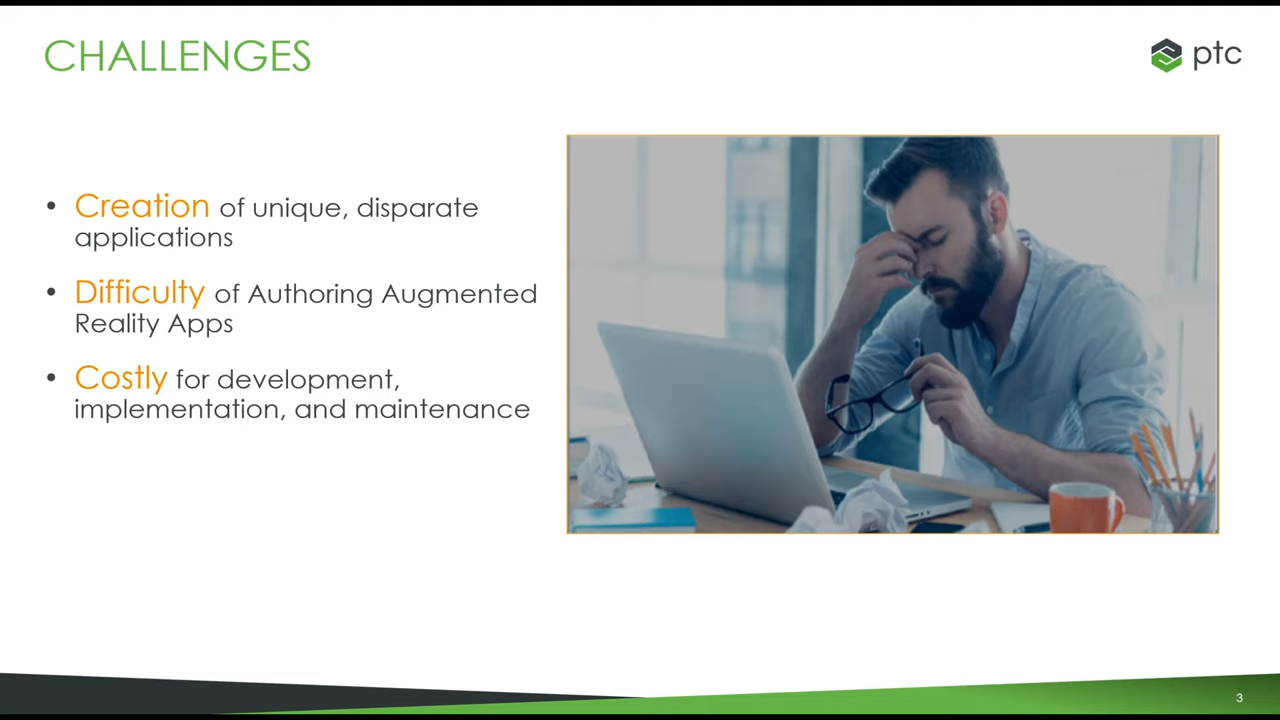 CHALLENGES
ptc
• Creation of unique, disparate
applications
• Difficulty of Authoring Augmented
Reality Apps
• Costly for development,
implementation, and maintenance
3